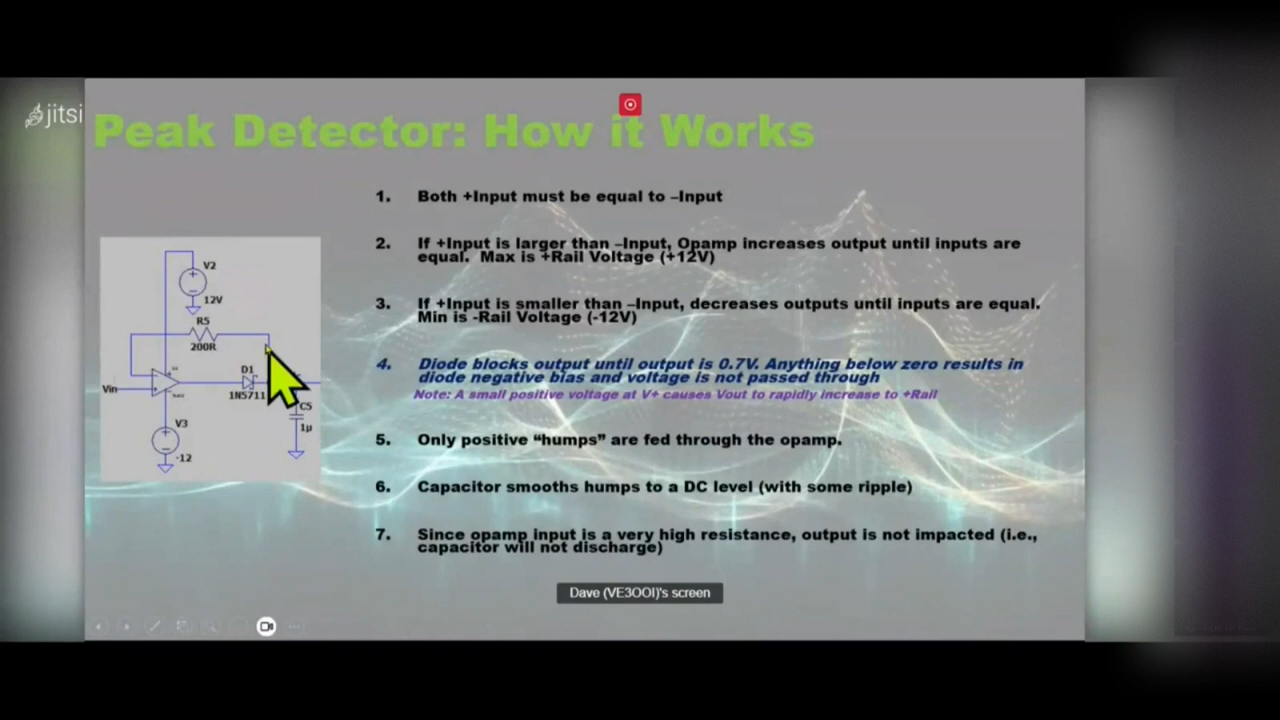 jitsi
Peak Detector: How it Works
1. Both +Input must be equal to –Input
2. If +Input is larger than –Input, Opamp increases output until inputs are
equal. Max is +Rail Voltage (+12V)
3. If +Input is smaller than –Input, decreases outputs until inputs are equal.
Min is -Rail Voltage (-12V)
4. Diode blocks output until output is 0.7V. Anything below zero results in
diode negative bias and voltage is not passed through
Note: A small positive voltage at V+ causes Vout to rapidly increase to +Rail
5. Only positive “humps” are fed through the opamp.
6. Capacitor smooths humps to a DC level (with some ripple)
7. Since opamp input is a very high resistance, output is not impacted (i.e.,
capacitor will not discharge)
V2
12V
R5
200R
D1
1N5711
Vin
C5
1µ
V3
-12
Dave (VE3OOI)'s screen